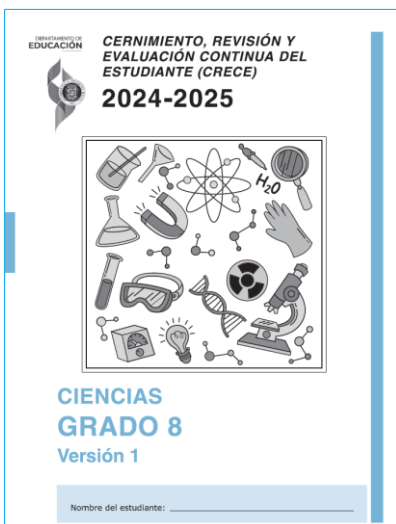 DEPARTAMENTO DE
EDUCACIÓN
CERNIMIENTO, REVISIÓN Y
EVALUACIÓN CONTINUA DEL
ESTUDIANTE (CRECE)
2024-2025
H₂O
CIENCIAS
GRADO 8
Versión 1
Nombre del estudiante: